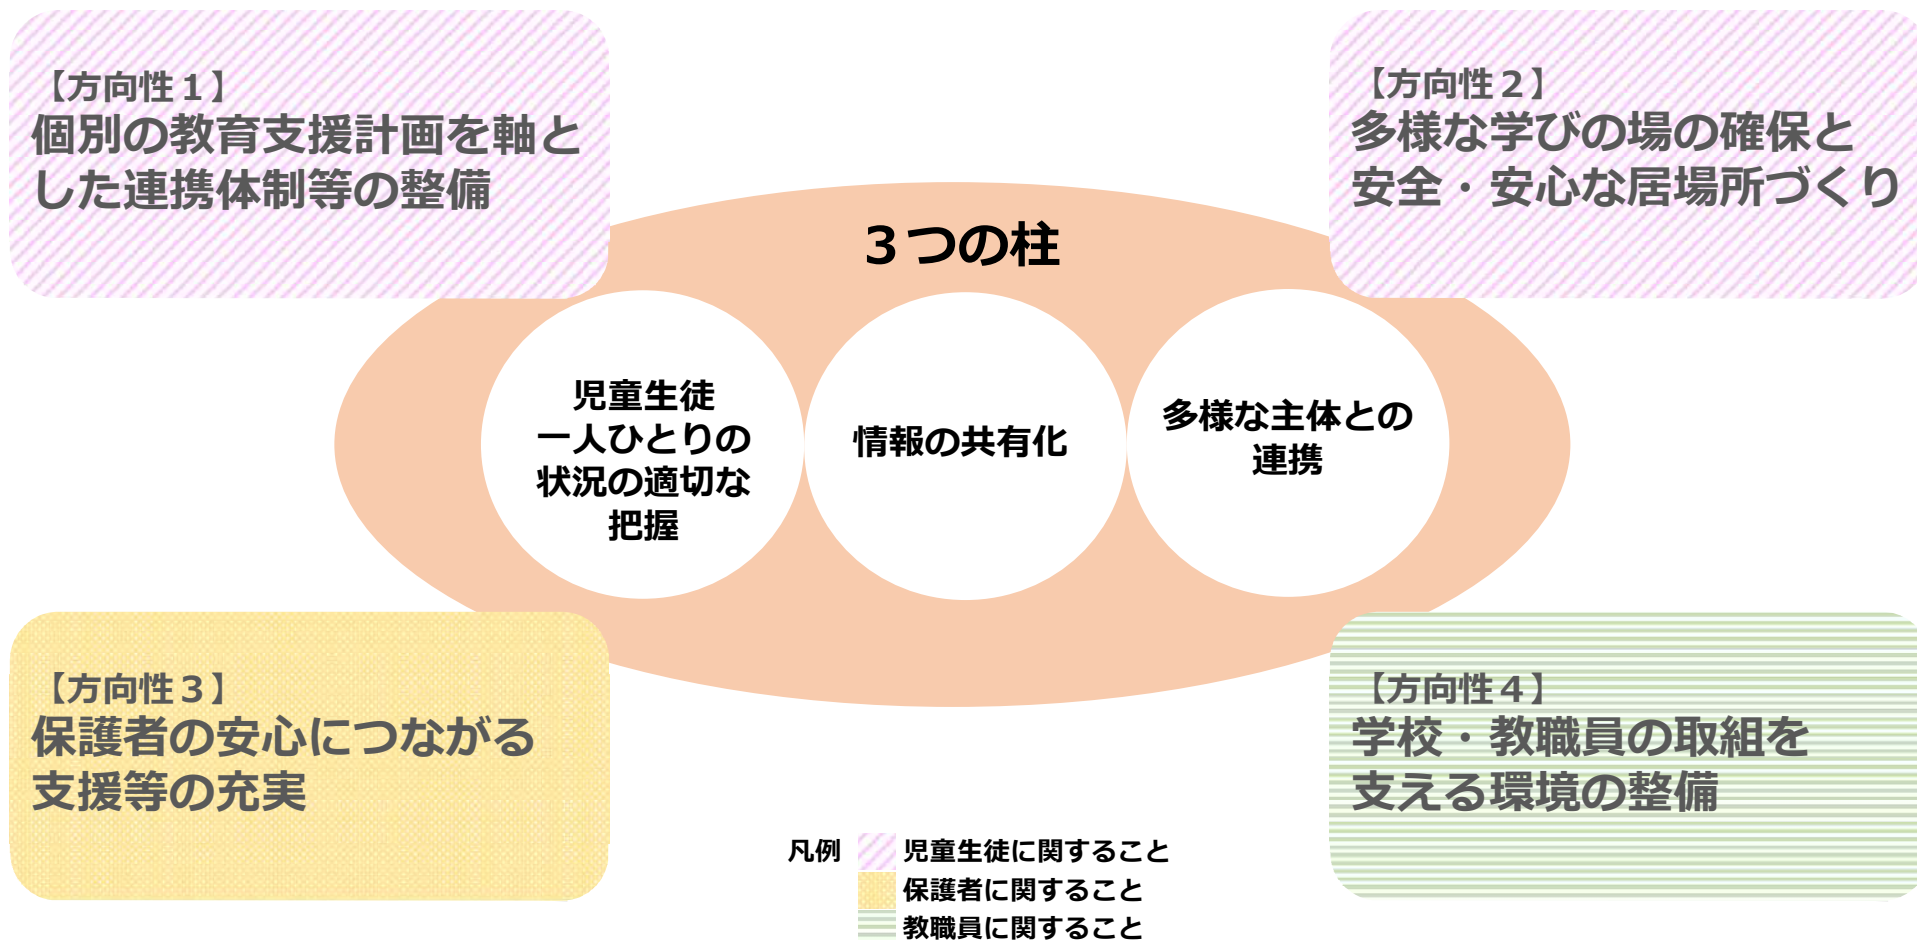 【方向性１】
個別の教育支援計画を軸と
した連携体制等の整備
【方向性２】
多様な学びの場の確保と
安全・安心な居場所づくり
３つの柱
児童生徒
一人ひとりの
状況の適切な
把握
情報の共有化
多様な主体との
連携
【方向性３】
保護者の安心につながる
支援等の充実
【方向性４】
学校・教職員の取組を
支える環境の整備
凡例
児童生徒に関すること
保護者に関すること
教職員に関すること